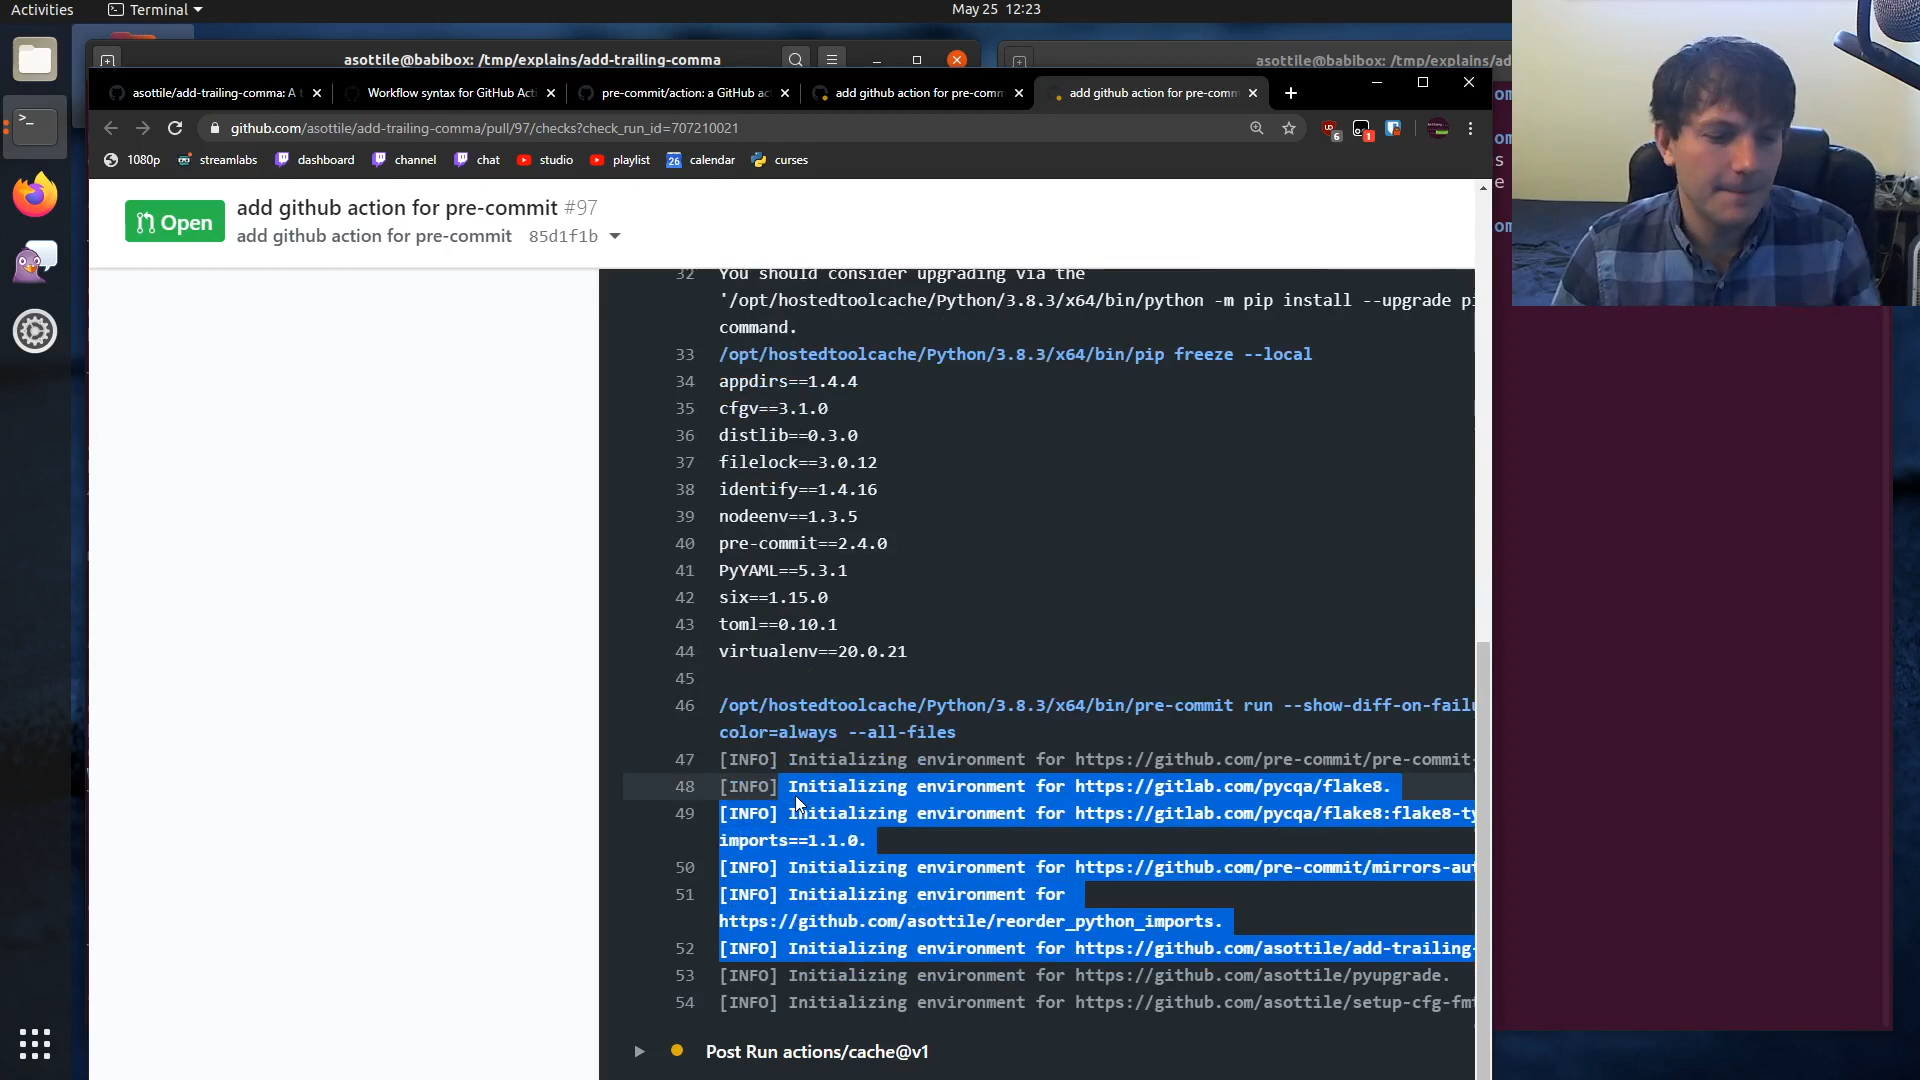 Activities
Terminal
May 25 12:23
asottile@babibox: /tmp/explains/add-trailing-comma
asottile@babibox: /tmp/explains/ad
asottile/add-trailing-comma: A t
Workflow syntax for GitHub Acti
pre-commit/action: a GitHub ac
add github action for pre-comm
add github action for pre-comm
github.com/asottile/add-trailing-comma/pull/97/checks?check_run_id=707210021
6
1
1080p
streamlabs
dashboard
channel
chat
studio
playlist
26
calendar
curses
Open
add github action for pre-commit #97
add github action for pre-commit 85d1f1b
32 You should consider upgrading via the
'/opt/hostedtoolcache/Python/3.8.3/x64/bin/python -m pip install --upgrade pi
command.
33 /opt/hostedtoolcache/Python/3.8.3/x64/bin/pip freeze --local
34 appdirs==1.4.4
35 cfgv==3.1.0
36 distlib==0.3.0
37 filelock==3.0.12
38 identify==1.4.16
39 nodeenv==1.3.5
40 pre-commit==2.4.0
41 PyYAML==5.3.1
42 six==1.15.0
43 toml==0.10.1
44 virtualenv==20.0.21
45
46 /opt/hostedtoolcache/Python/3.8.3/x64/bin/pre-commit run --show-diff-on-failu
color=always --all-files
47 [INFO] Initializing environment for https://github.com/pre-commit/pre-commit-
48 [INFO] Initializing environment for https://gitlab.com/pycqa/flake8.
49 [INFO] Initializing environment for https://gitlab.com/pycqa/flake8:flake8-ty
imports==1.1.0.
50 [INFO] Initializing environment for https://github.com/pre-commit/mirrors-aut
51 [INFO] Initializing environment for
https://github.com/asottile/reorder_python_imports.
52 [INFO] Initializing environment for https://github.com/asottile/add-trailing-
53 [INFO] Initializing environment for https://github.com/asottile/pyupgrade.
54 [INFO] Initializing environment for https://github.com/asottile/setup-cfg-fmt
Post Run actions/cache@v1